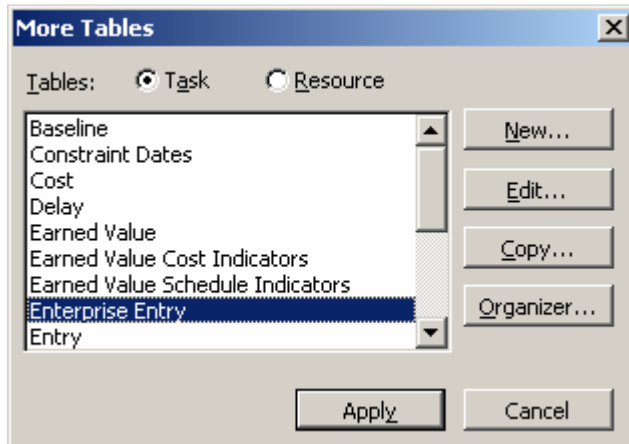 More Tables
Tables: Task Resource
Baseline
Constraint Dates
Cost
Delay
Earned Value
Earned Value Cost Indicators
Earned Value Schedule Indicators
Enterprise Entry
Entry
New...
Edit...
Copy...
Organizer...
Apply Cancel